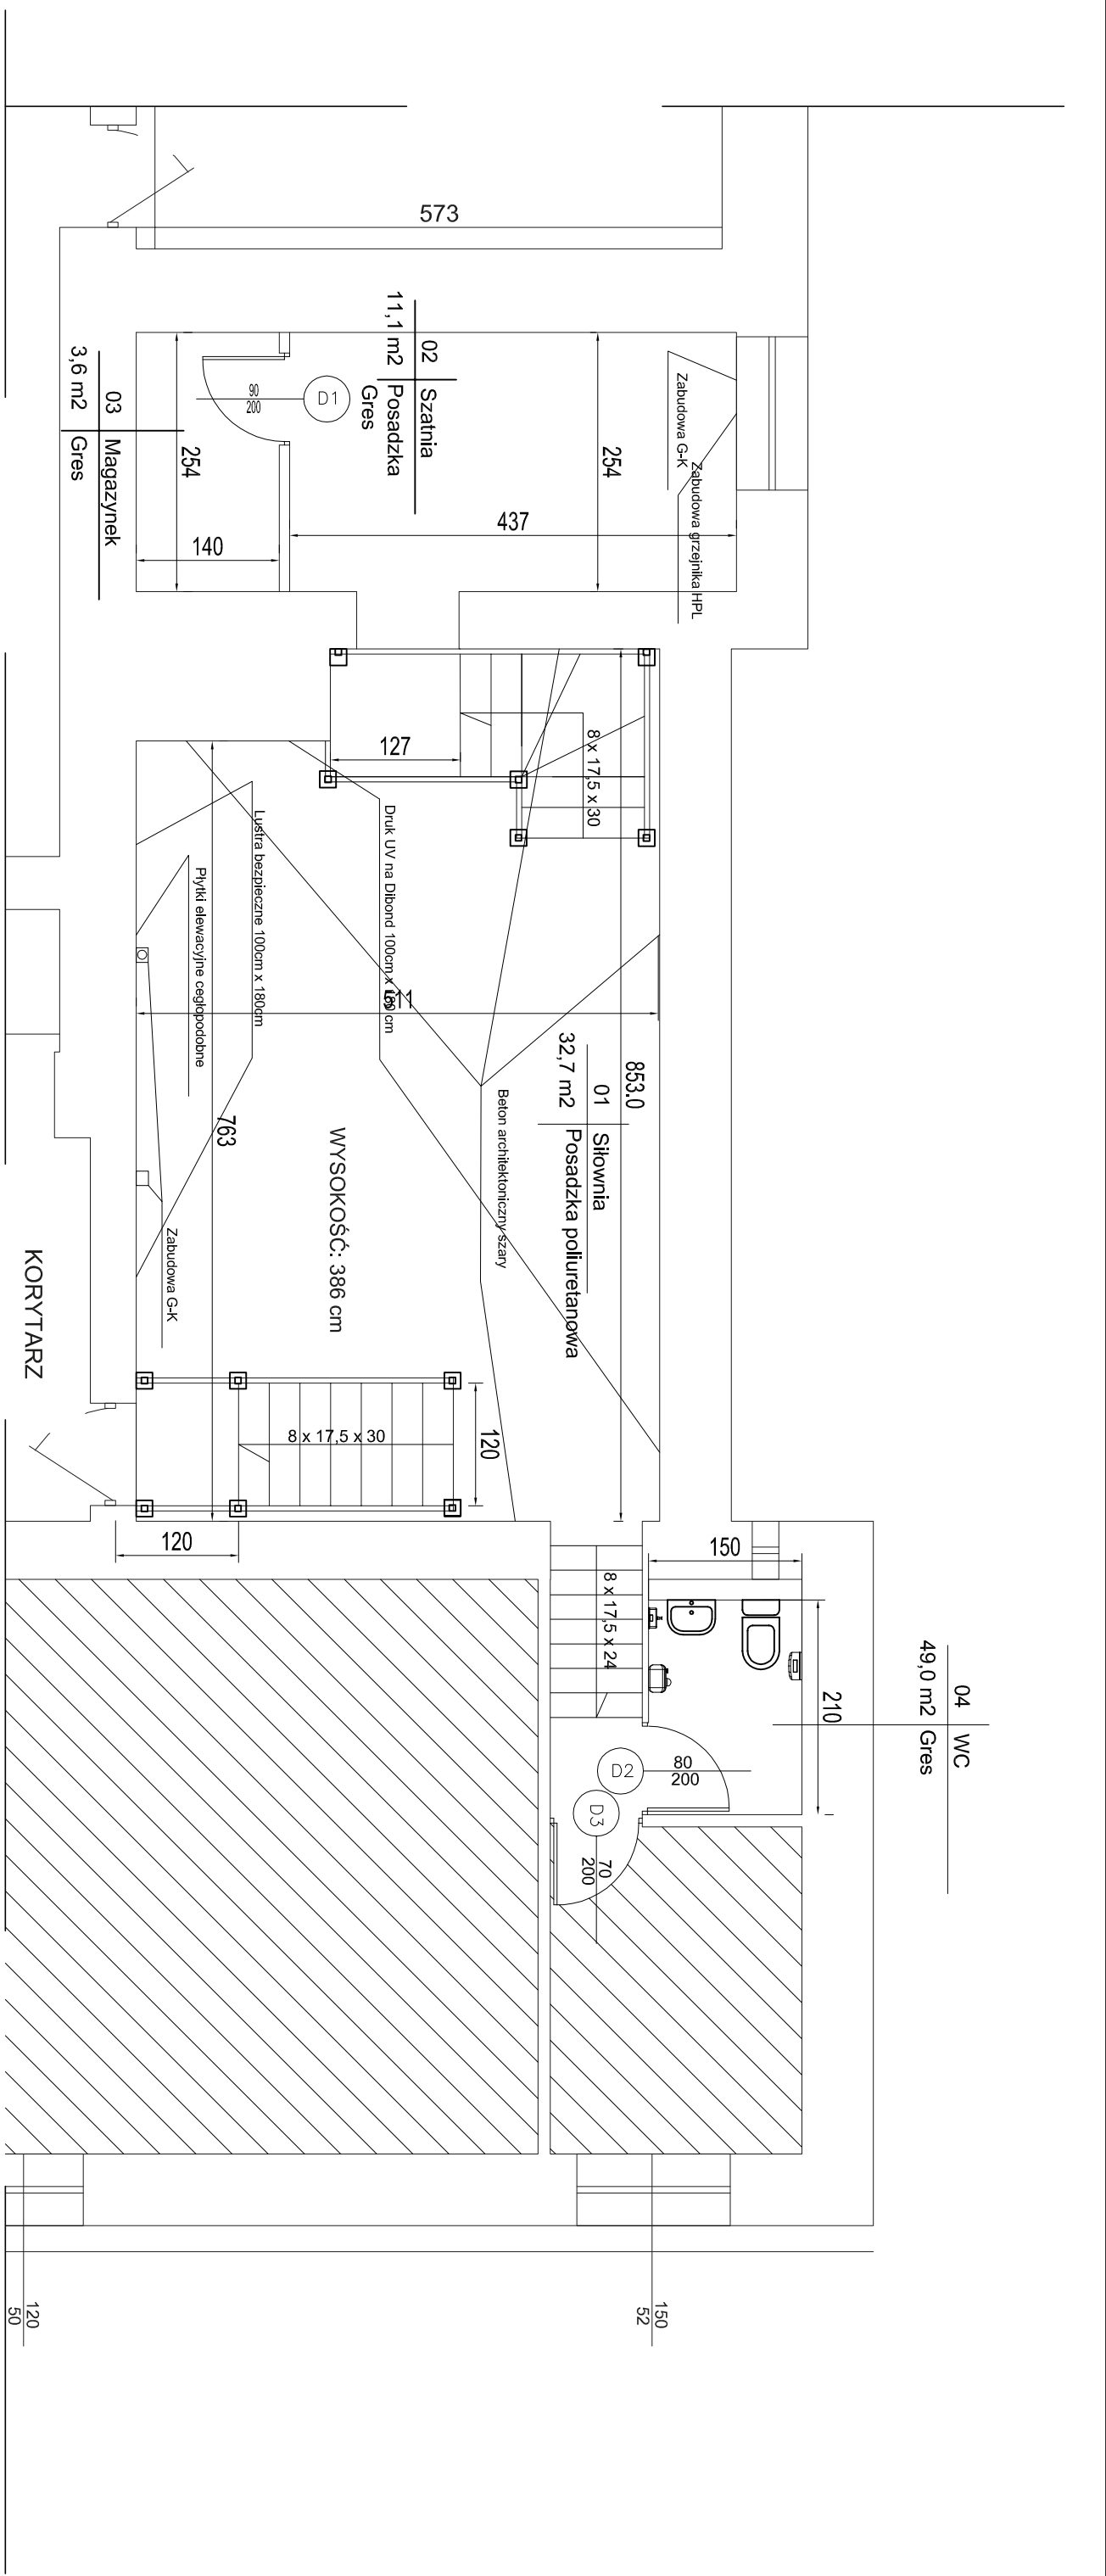 573
02 Szatnia
11,1 m2 Posadzka
Gres
D1
90
200
03 Magazynek
3,6 m2 Gres
254
254
437
140
Zabudowa G-K
Zabudowa grzejnika HPL
127
8 x 17,5 x 30
Druk UV na Dibond 100cm x 180 cm
511
Lustra bezpieczne 100cm x 180cm
Płytki elewacyjne cegłopodobne
853.0
01 Siłownia
32,7 m2 Posadzka poliuretanowa
Beton architektoniczny szary
763
WYSOKOŚĆ: 386 cm
Zabudowa G-K
KORYTARZ
8 x 17,5 x 30
120
120
150
8 x 17,5 x 24
210
04 WC
49,0 m2 Gres
D2
80
200
D3
70
200
150
52
120
50